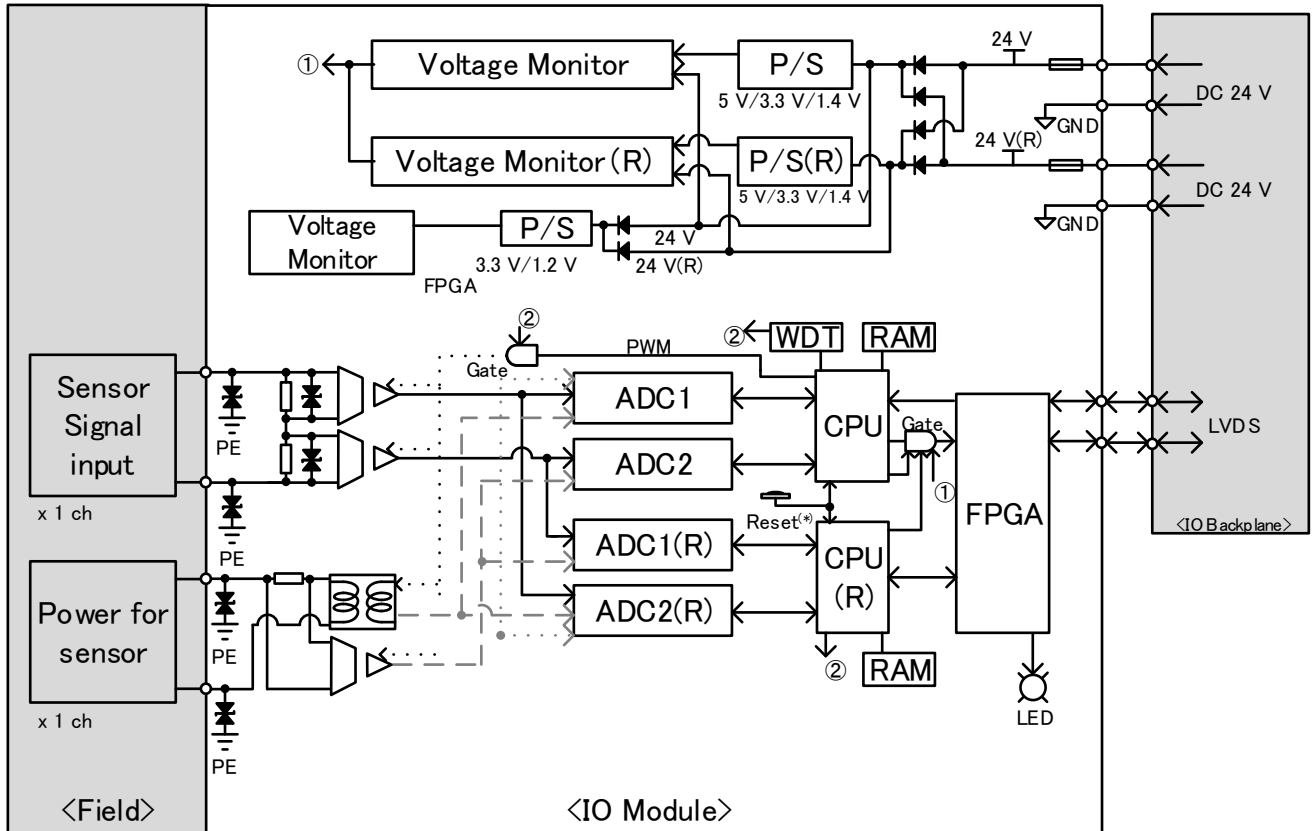 24 V
① Voltage Monitor P/S
5 V/3.3 V/1.4 V
DC 24 V
GND
24 V(R)
Voltage Monitor(R) P/S(R)
5 V/3.3 V/1.4 V
DC 24 V
GND
Voltage
Monitor
P/S
24 V
3.3 V/1.2 V
24 V(R)
FPGA
②
② WDT RAM
PWM
Gate
Sensor
Signal
input
x 1 ch
PE
PE
ADC1
ADC2
CPU
Gate
①
LVDS
FPGA
<IO Backplane>
Reset(*)
ADC1(R)
ADC2(R)
CPU
(R)
②
RAM
LED
Power for
sensor
x 1 ch
PE
PE
<Field>
<IO Module>